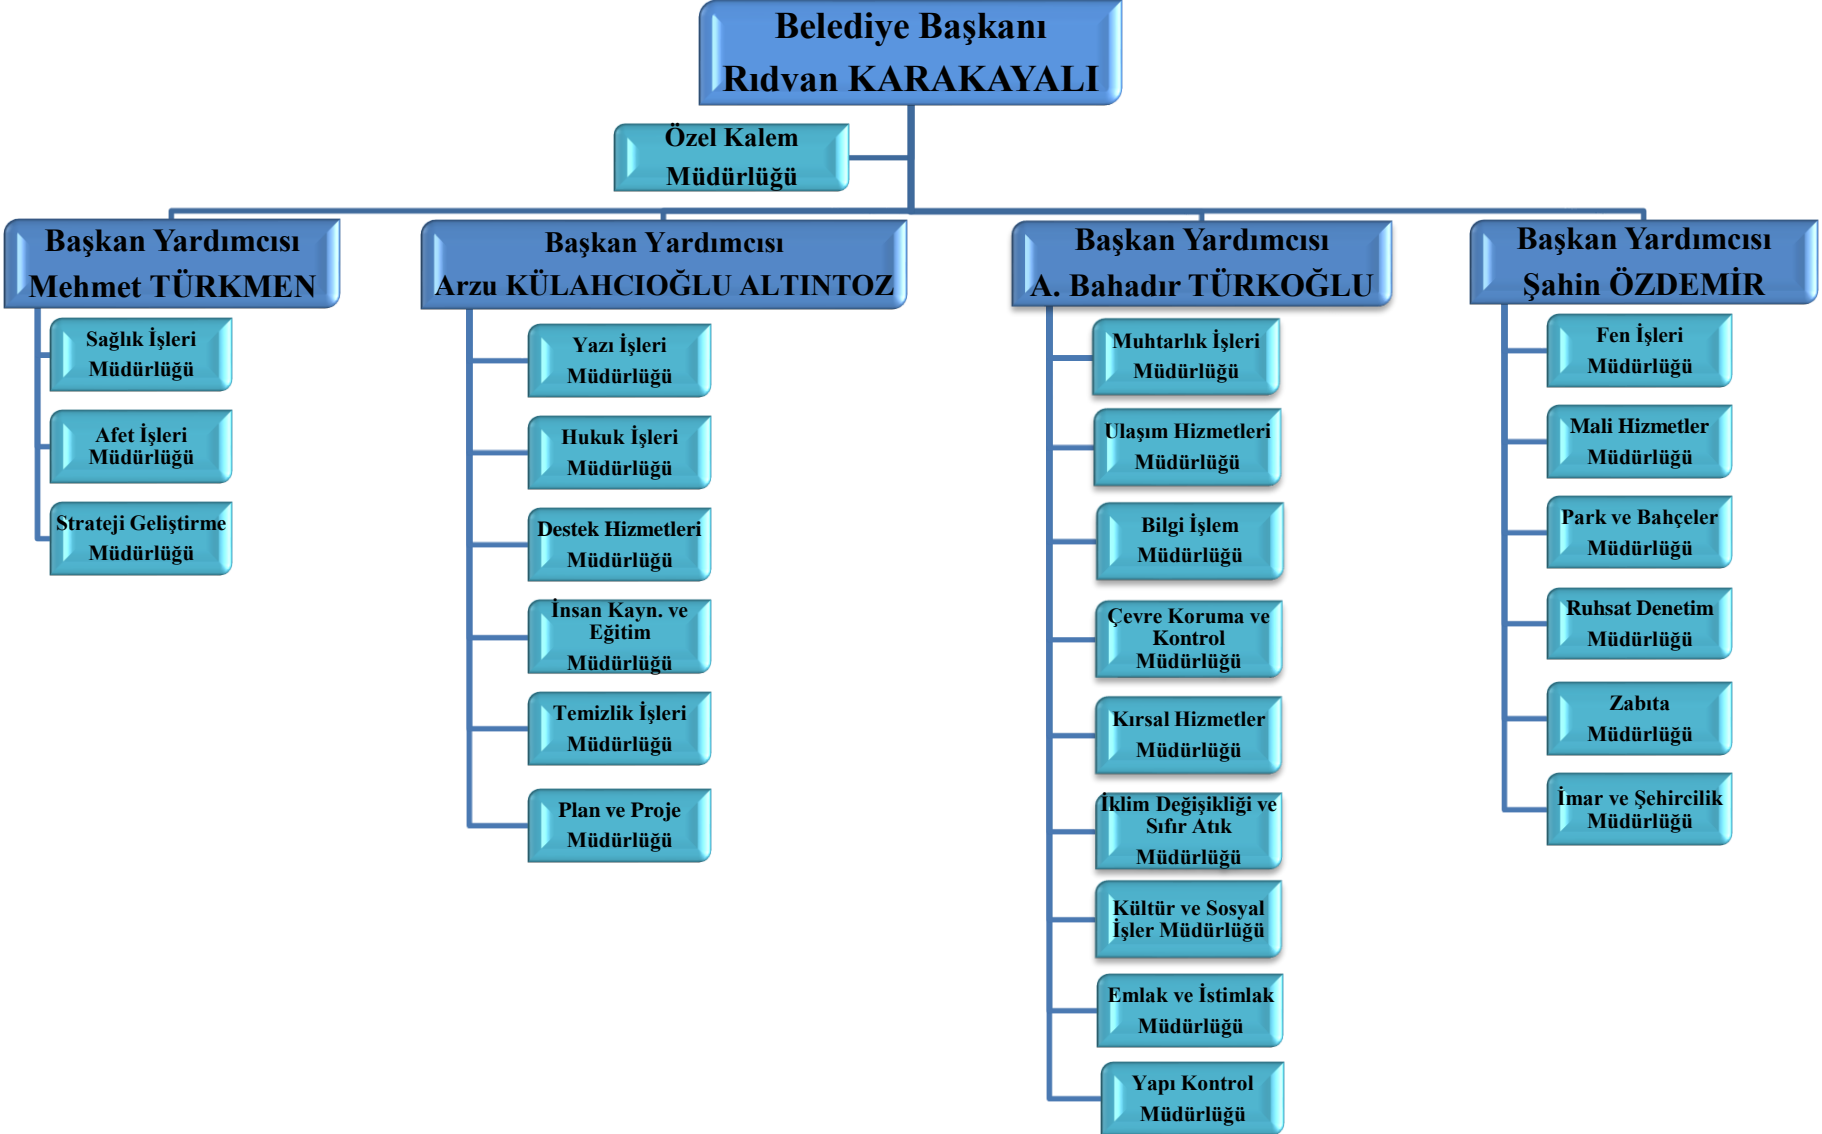 Belediye Başkanı
Rıdvan KARAKAYALI
Özel Kalem
Müdürlüğü
Başkan Yardımcısı
Mehmet TÜRKMEN
Sağlık İşleri
Müdürlüğü
Afet İşleri
Müdürlüğü
Strateji Geliştirme
Müdürlüğü
Başkan Yardımcısı
Arzu KÜLAHCIOĞLU ALTINTOZ
Yazı İşleri
Müdürlüğü
Hukuk İşleri
Müdürlüğü
Destek Hizmetleri
Müdürlüğü
İnsan Kayn. ve
Eğitim
Müdürlüğü
Temizlik İşleri
Müdürlüğü
Plan ve Proje
Müdürlüğü
Başkan Yardımcısı
A. Bahadır TÜRKOĞLU
Muhtarlık İşleri
Müdürlüğü
Ulaşım Hizmetleri
Müdürlüğü
Bilgi İşlem
Müdürlüğü
Çevre Koruma ve
Kontrol
Müdürlüğü
Kırsal Hizmetler
Müdürlüğü
İklim Değişikliği ve
Sıfır Atık
Müdürlüğü
Kültür ve Sosyal
İşler Müdürlüğü
Emlak ve İstimlak
Müdürlüğü
Yapı Kontrol
Müdürlüğü
Başkan Yardımcısı
Şahin ÖZDEMİR
Fen İşleri
Müdürlüğü
Mali Hizmetler
Müdürlüğü
Park ve Bahçeler
Müdürlüğü
Ruhsat Denetim
Müdürlüğü
Zabıta
Müdürlüğü
İmar ve Şehircilik
Müdürlüğü